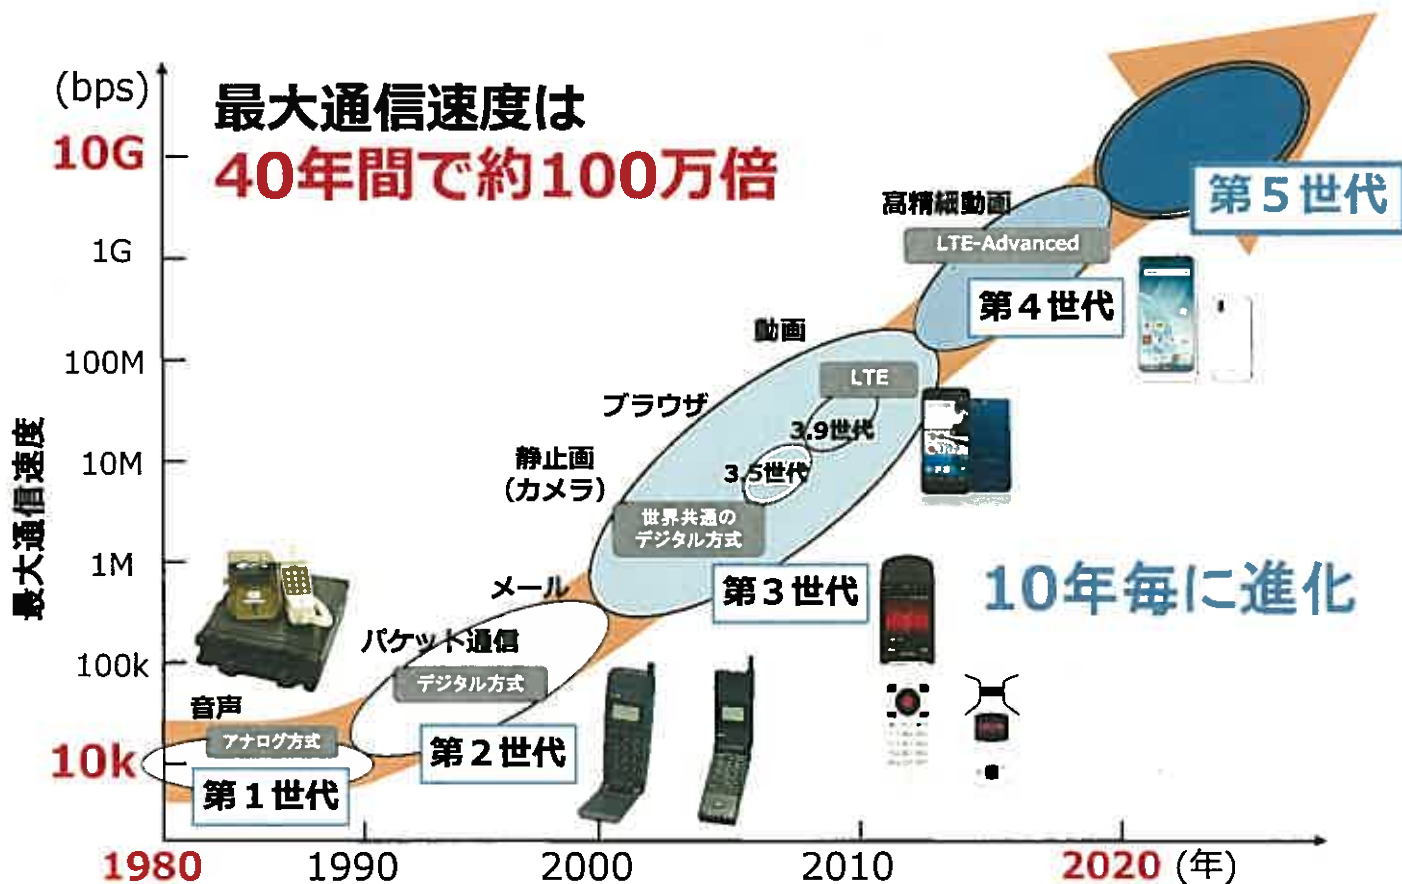 (bps)
最大通信速度は
40年間で約100万倍
10G
1G
100M
10M
1M
100k
10k
最大通信速度
高精細動画
LTE-Advanced
第5世代
第4世代
動画
LTE
ブラウザ
3.9世代
静止画
(カメラ)
3.5世代
世界共通の
デジタル方式
第3世代
10年毎に進化
メール
パケット通信
デジタル方式
第2世代
音声
アナログ方式
第1世代
1980
1990
2000
2010
2020 (年)